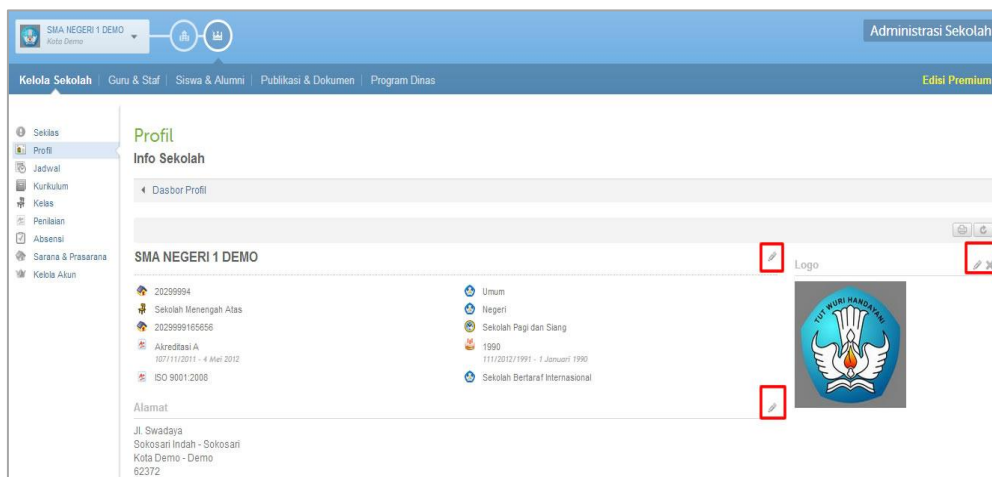 SMA NEGERI 1 DEMO
Kota Demo
Administrasi Sekolah
Kelola Sekolah
Guru & Staf
Siswa & Alumni
Publikasi & Dokumen
Program Dinas
Edisi Premium
Sekilas
Profil
Jadwal
Kurikulum
Kelas
Penilaian
Absensi
Sarana & Prasarana
Kelola Akun
Profil
Info Sekolah
Dasbor Profil
SMA NEGERI 1 DEMO
20299994
Sekolah Menengah Atas
2029999165656
Akreditasi A
107/111/2011 - 4 Mei 2012
ISO 9001:2008
Umum
Negeri
Sekolah Pagi dan Siang
1990
111/2012/1991 - 1 Januari 1990
Sekolah Bertaraf Internasional
Alamat
Jl. Swadaya
Sokosari Indah - Sokosari
Kota Demo - Demo
62372
Logo
TUT WURI HANDAYANI